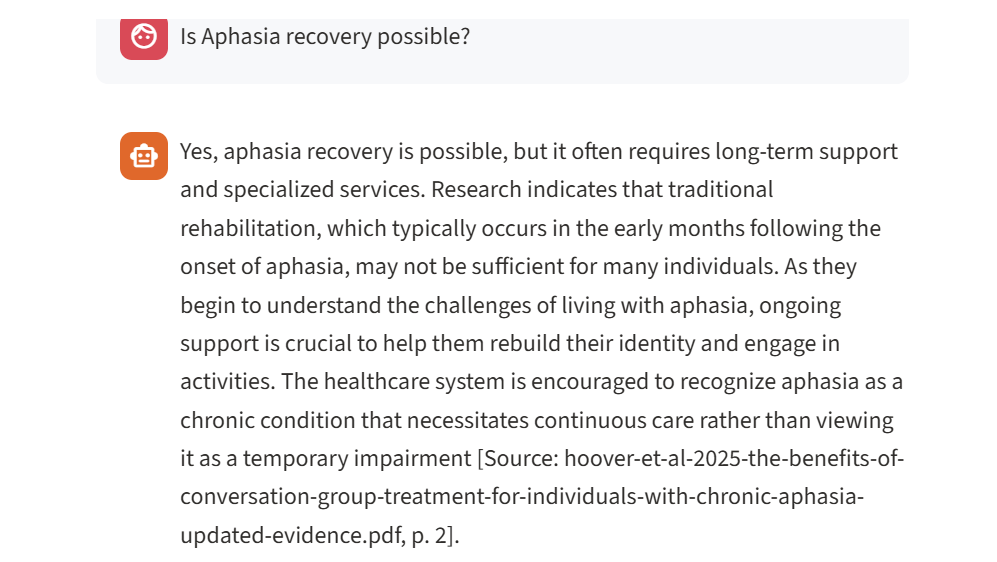 Is Aphasia recovery possible?
Yes, aphasia recovery is possible, but it often requires long-term support
and specialized services. Research indicates that traditional
rehabilitation, which typically occurs in the early months following the
onset of aphasia, may not be sufficient for many individuals. As they
begin to understand the challenges of living with aphasia, ongoing
support is crucial to help them rebuild their identity and engage in
activities. The healthcare system is encouraged to recognize aphasia as a
chronic condition that necessitates continuous care rather than viewing
it as a temporary impairment [Source: hoover-et-al-2025-the-benefits-of-
conversation-group-treatment-for-individuals-with-chronic-aphasia-
updated-evidence.pdf, p. 2].